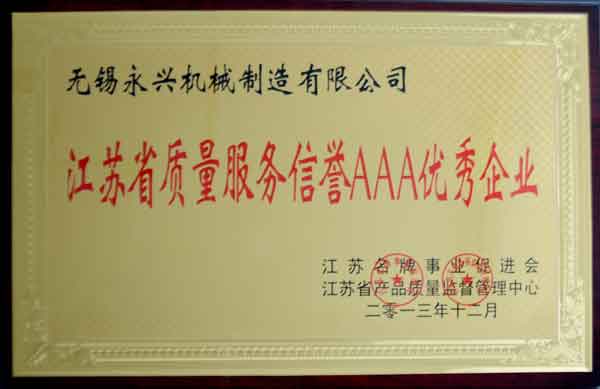 无锡永兴机械制造有限公司
江苏省质量服务信誉AAA优秀企业
江苏名牌事业促进会
江苏省产品质量监督管理中心
二零一三年十二月